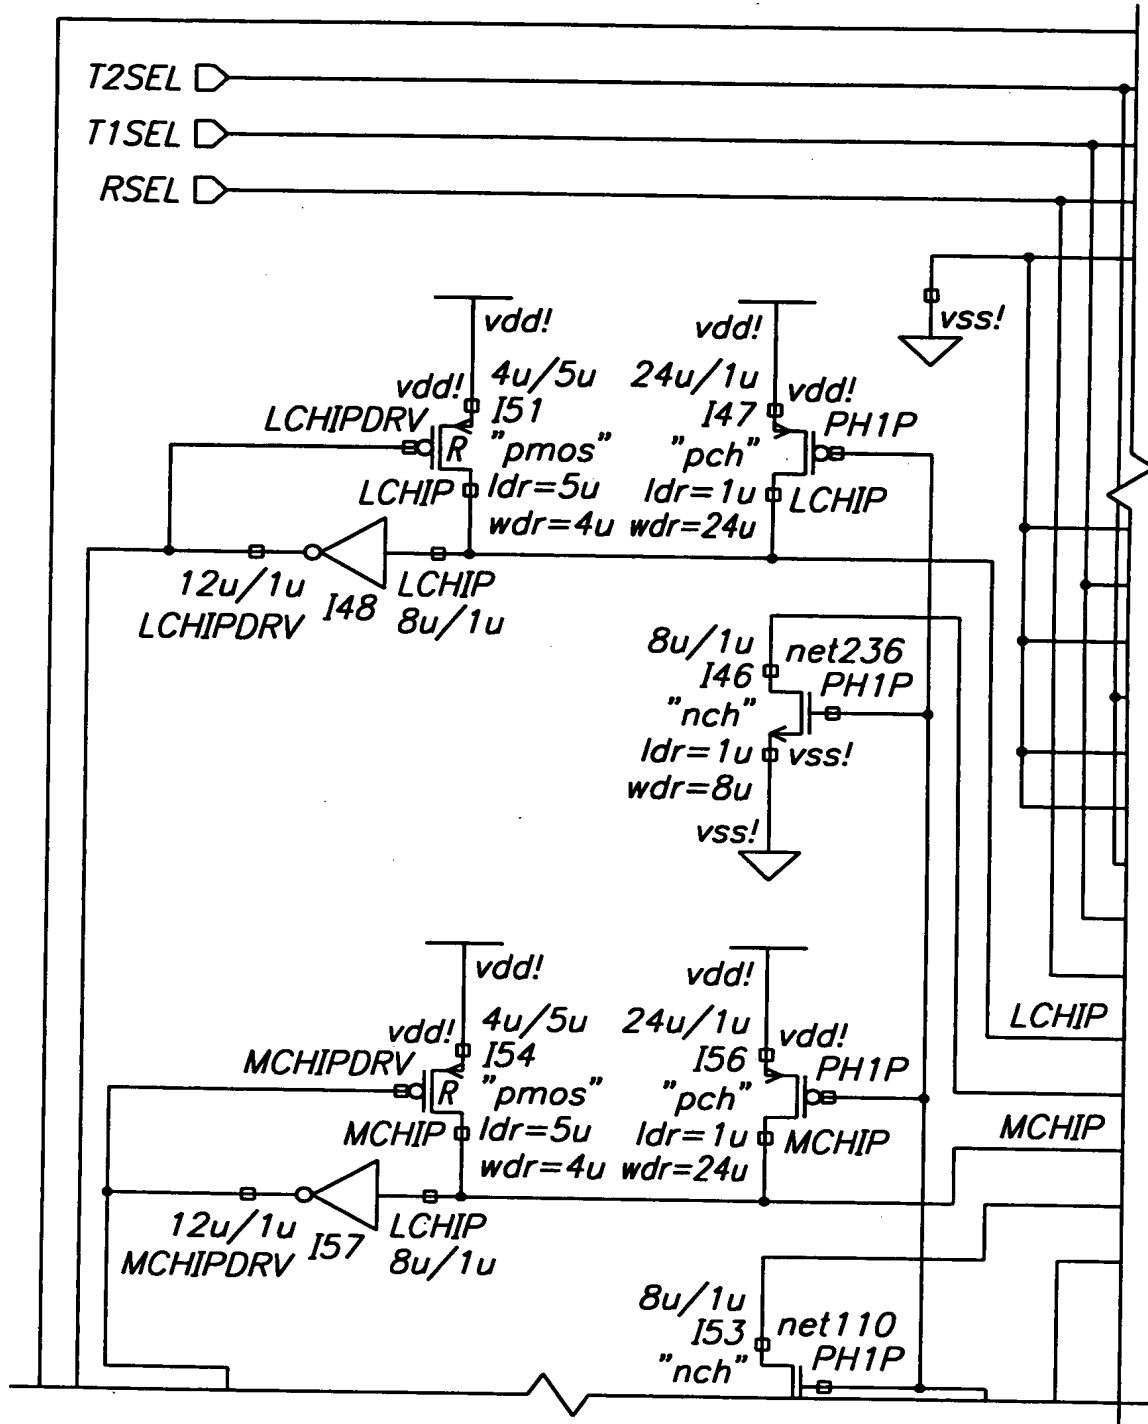 T2SEL
T1SEL
RSEL
vss!
vdd!
vdd!
4u/5u
24u/1u
vdd!
vdd!
LCHIPDRV
I51
I47
PH1P
R
"pmos"
"pch"
LCHIP
ldr=5u
ldr=1u
LCHIP
wdr=4u
wdr=24u
12u/1u
I48
LCHIP
LCHIPDRV
8u/1u
8u/1u
net236
I46
PH1P
"nch"
ldr=1u
vss!
wdr=8u
vss!
vdd!
vdd!
4u/5u
24u/1u
LCHIP
vdd!
vdd!
MCHIPDRV
I54
I56
PH1P
R
"pmos"
"pch"
MCHIP
MCHIP
ldr=5u
ldr=1u
MCHIP
wdr=4u
wdr=24u
12u/1u
I57
LCHIP
MCHIPDRV
8u/1u
8u/1u
net110
I53
PH1P
"nch"